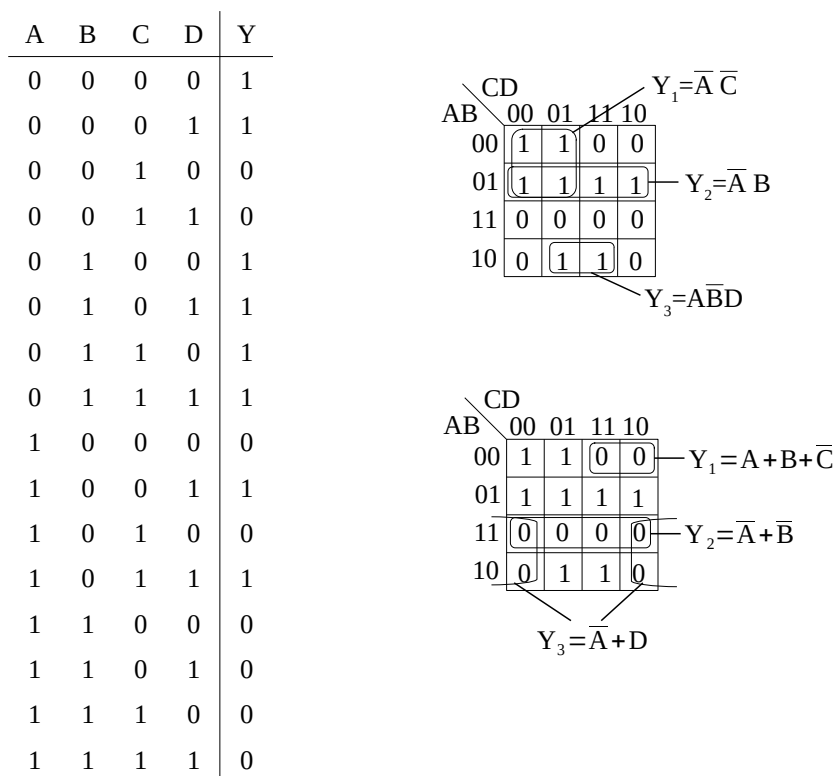 A B C D Y
0 0 0 0 1
0 0 0 1 1
0 0 1 0 0
0 0 1 1 0
0 1 0 0 1
0 1 0 1 1
0 1 1 0 1
0 1 1 1 1
1 0 0 0 0
1 0 0 1 1
1 0 1 0 0
1 0 1 1 1
1 1 0 0 0
1 1 0 1 0
1 1 1 0 0
1 1 1 1 0
CD
AB 00 01 11 10
00 1 1 0 0
01 1 1 1 1
11 0 0 0 0
10 0 1 1 0
Y₁=A̅ C̅
Y₂=A̅ B
Y₃=AB̅D
CD
AB 00 01 11 10
00 1 1 0 0
01 1 1 1 1
11 0 0 0 0
10 0 1 1 0
Y₁=A+B+C̅
Y₂=A̅+B̅
Y₃=A̅+D